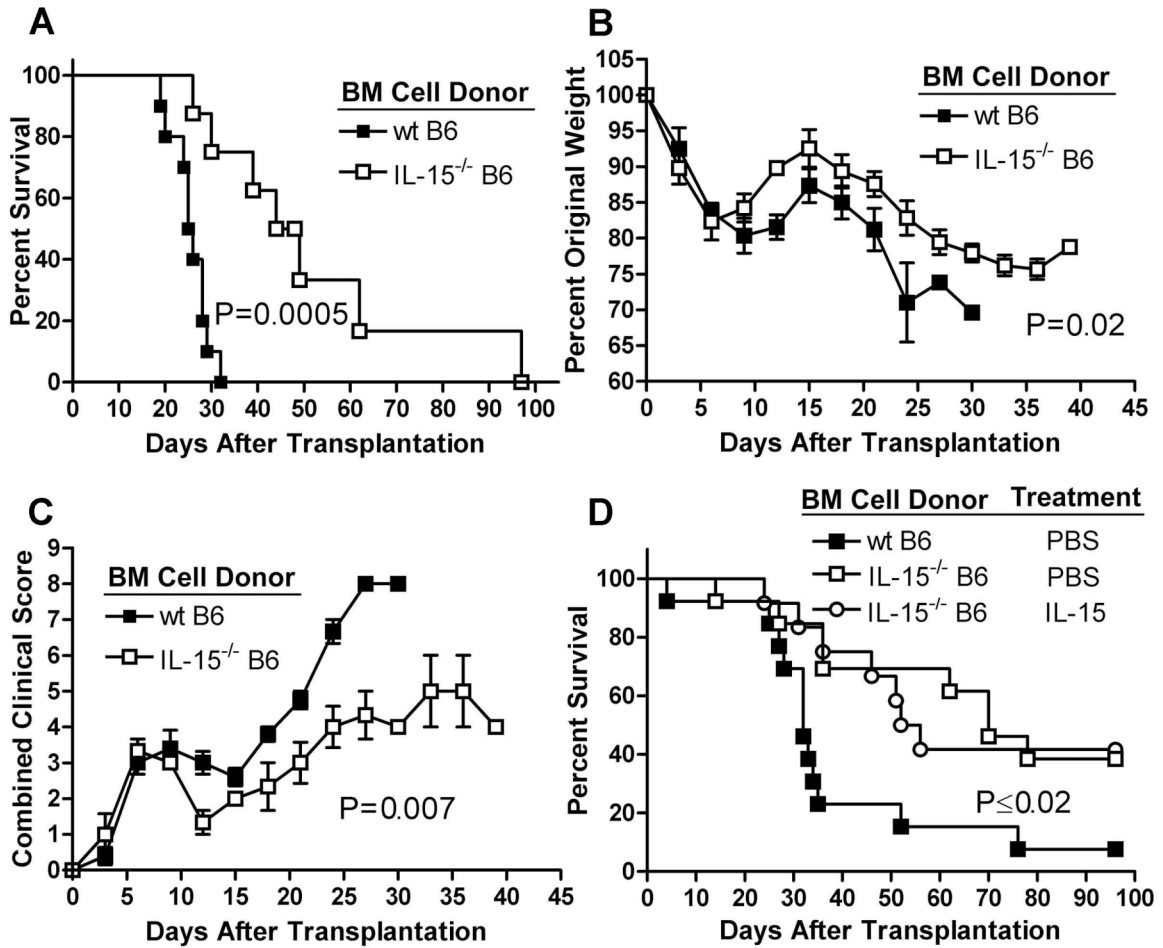 A
100
80
60
40
20
0
Percent Survival
BM Cell Donor
wt B6
IL-15-/- B6
P=0.0005
0 10 20 30 40 50 60 70 80 90 100
Days After Transplantation
B
105
100
95
90
85
80
75
70
65
60
Percent Original Weight
BM Cell Donor
wt B6
IL-15-/- B6
P=0.02
0 5 10 15 20 25 30 35 40 45
Days After Transplantation
C
9
8
7
6
5
4
3
2
1
0
Combined Clinical Score
BM Cell Donor
wt B6
IL-15-/- B6
P=0.007
0 5 10 15 20 25 30 35 40 45
Days After Transplantation
D
BM Cell Donor Treatment
wt B6 PBS
IL-15-/- B6 PBS
IL-15-/- B6 IL-15
100
80
60
40
20
0
Percent Survival
P≤0.02
0 10 20 30 40 50 60 70 80 90 100
Days After Transplantation